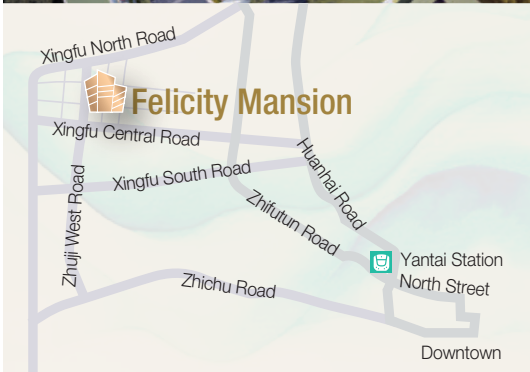 Xingfu North Road
Felicity Mansion
Xingfu Central Road
Xingfu South Road
Huanhai Road
Zhuji West Road
Zhifutun Road
Yantai Station
North Street
Zhichu Road
Downtown